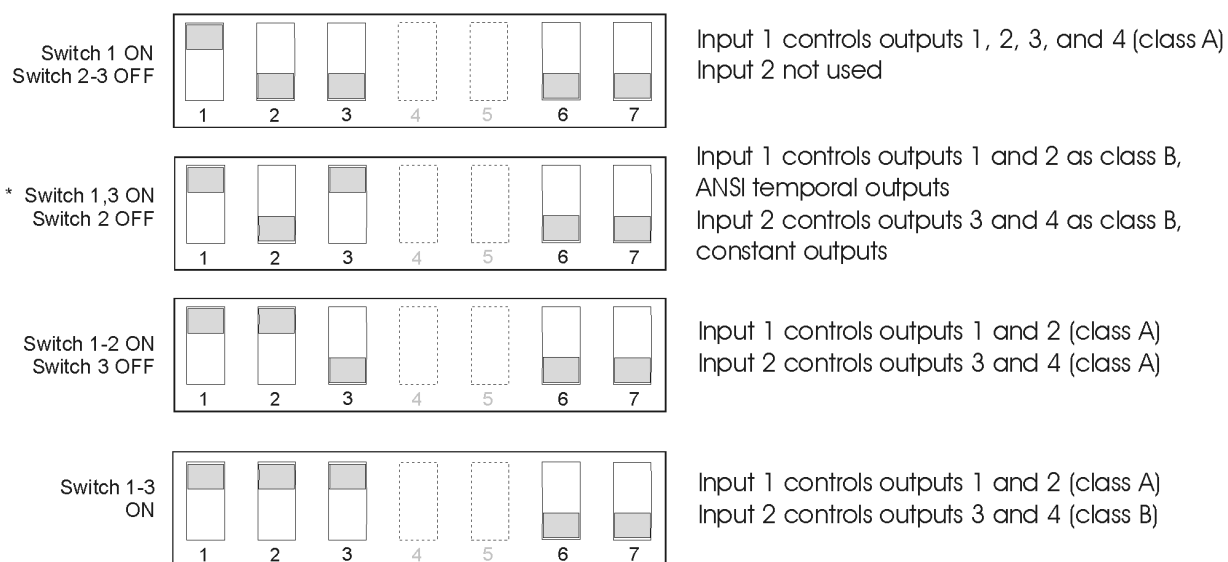 Switch 1 ON
Switch 2-3 OFF
1 2 3 4 5 6 7
Input 1 controls outputs 1, 2, 3, and 4 (class A)
Input 2 not used
* Switch 1,3 ON
Switch 2 OFF
1 2 3 4 5 6 7
Input 1 controls outputs 1 and 2 as class B,
ANSI temporal outputs
Input 2 controls outputs 3 and 4 as class B,
constant outputs
Switch 1-2 ON
Switch 3 OFF
1 2 3 4 5 6 7
Input 1 controls outputs 1 and 2 (class A)
Input 2 controls outputs 3 and 4 (class A)
Switch 1-3
ON
1 2 3 4 5 6 7
Input 1 controls outputs 1 and 2 (class A)
Input 2 controls outputs 3 and 4 (class B)